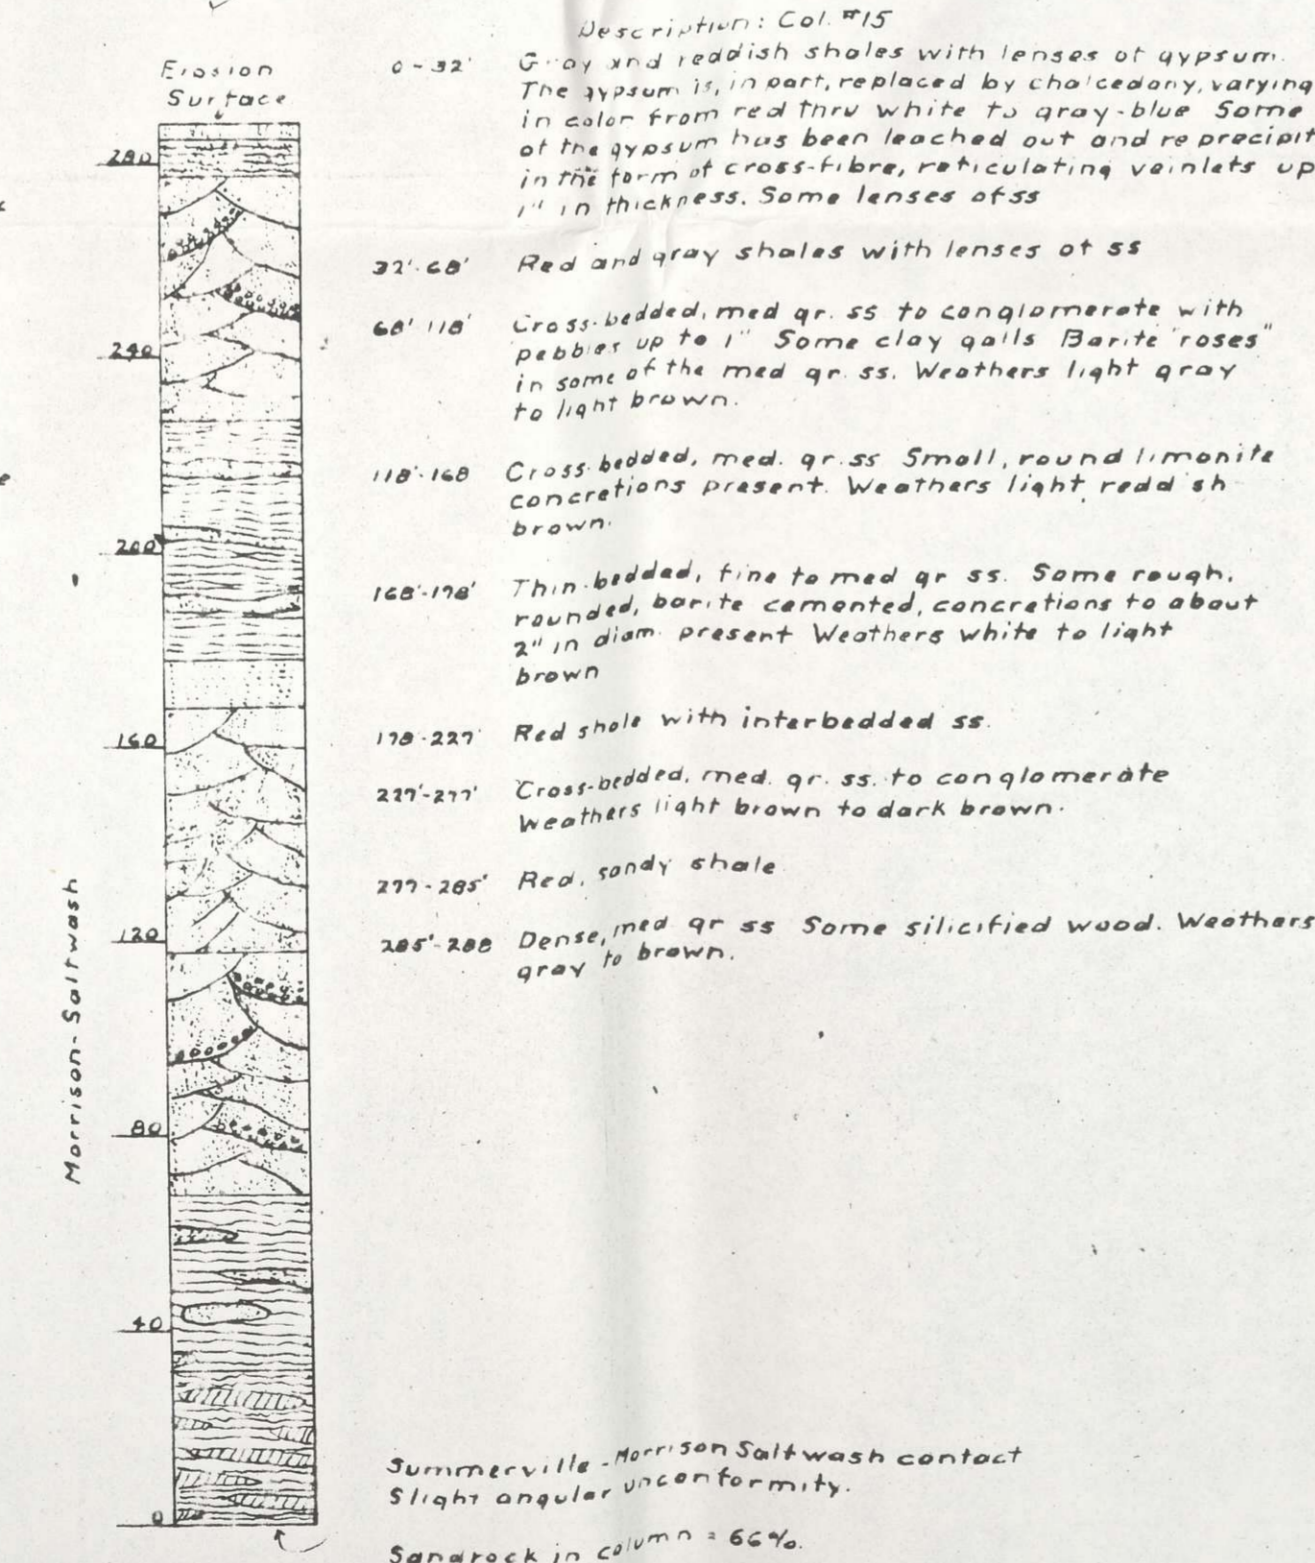 Description: Col. #15
Erosion
Surface
0-32' Gray and reddish shales with lenses of gypsum.
The gypsum is, in part, replaced by chalcedony, varying
in color from red thru white to gray-blue Some
of the gypsum has been leached out and reprecipit
in the form of cross-fibre, reticulating veinlets up
1" in thickness. Some lenses of ss
32'-68' Red and gray shales with lenses of ss
68' 118' Cross-bedded, med gr. ss to conglomerate with
pebbles up to 1" Some clay galls Barite "roses"
in some of the med gr. ss. Weathers light gray
to light brown.
118'-168 Cross-bedded, med. gr. ss Small, round limonite
concretions present. Weathers light redd sh
brown.
168'-178' Thin-bedded, fine to med gr ss. Some rough,
rounded, barite cemented, concretions to about
2" in diam. present Weathers white to light
brown
178-227' Red shale with interbedded ss.
227'-277' Cross-bedded, med. gr. ss. to conglomerate
Weathers light brown to dark brown.
277-285' Red, sandy shale
285'-288 Dense, med gr ss Some silicified wood. Weathers
gray to brown.
280
240
200
160
120
80
40
0
Morrison-Saltwash
Summerville-Morrison Saltwash contact
Slight angular unconformity.
Sandrock in column = 66%.